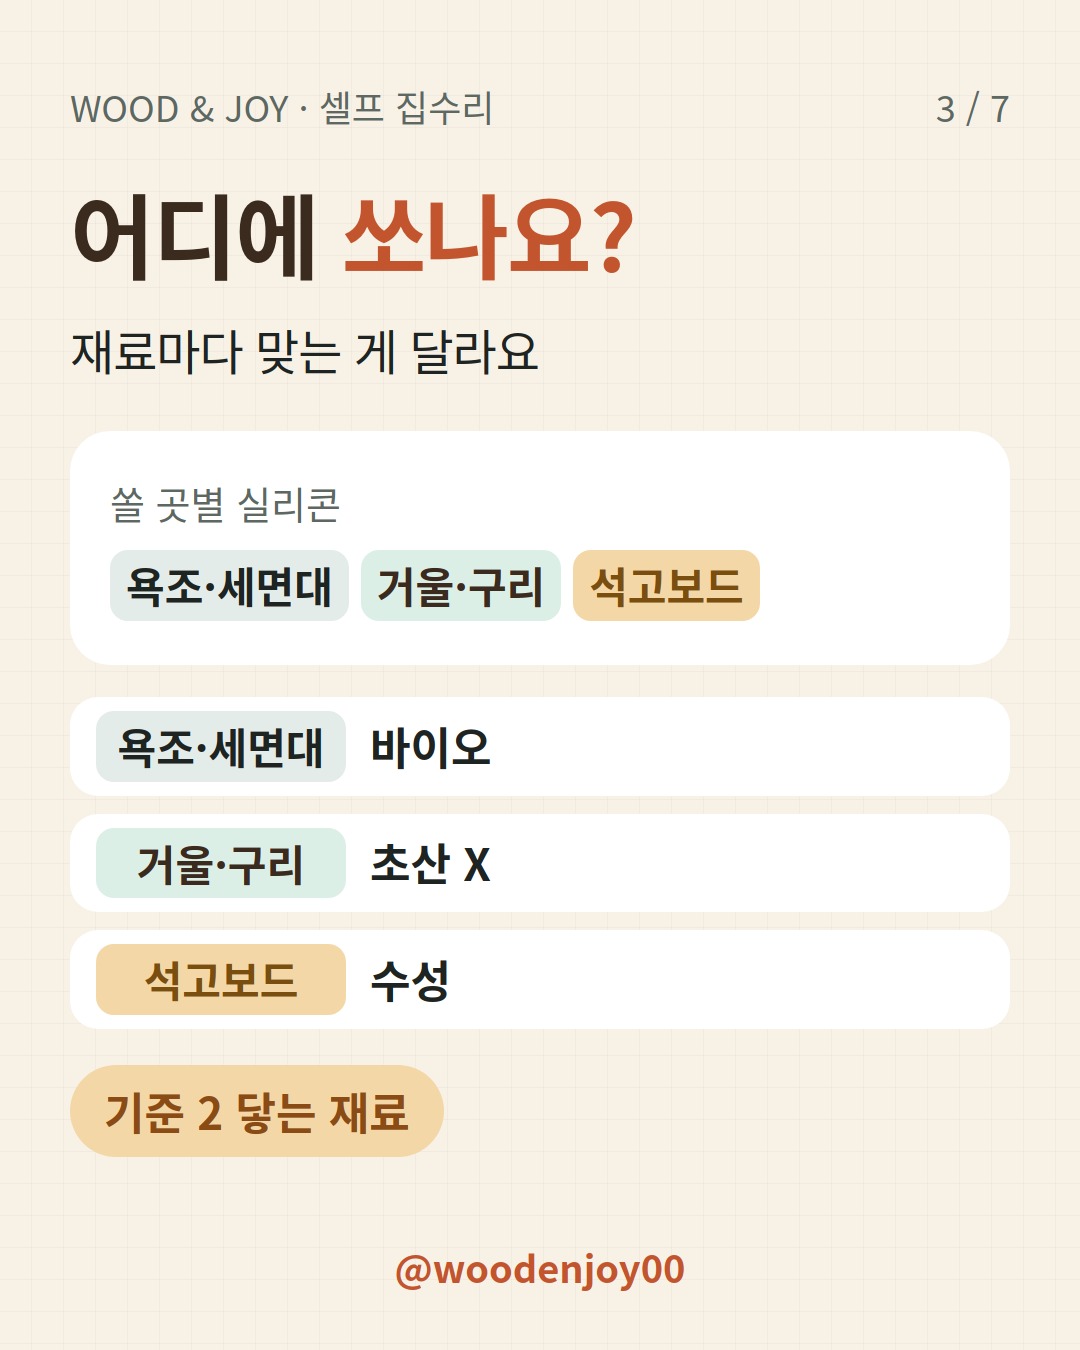 WOOD & JOY · 셀프 집수리
3 / 7
어디에 쏘나요?
재료마다 맞는 게 달라요
쏠 곳별 실리콘
욕조·세면대 거울·구리 석고보드
욕조·세면대 바이오
거울·구리 초산 X
석고보드 수성
기준 2 닿는 재료
@woodenjoy00